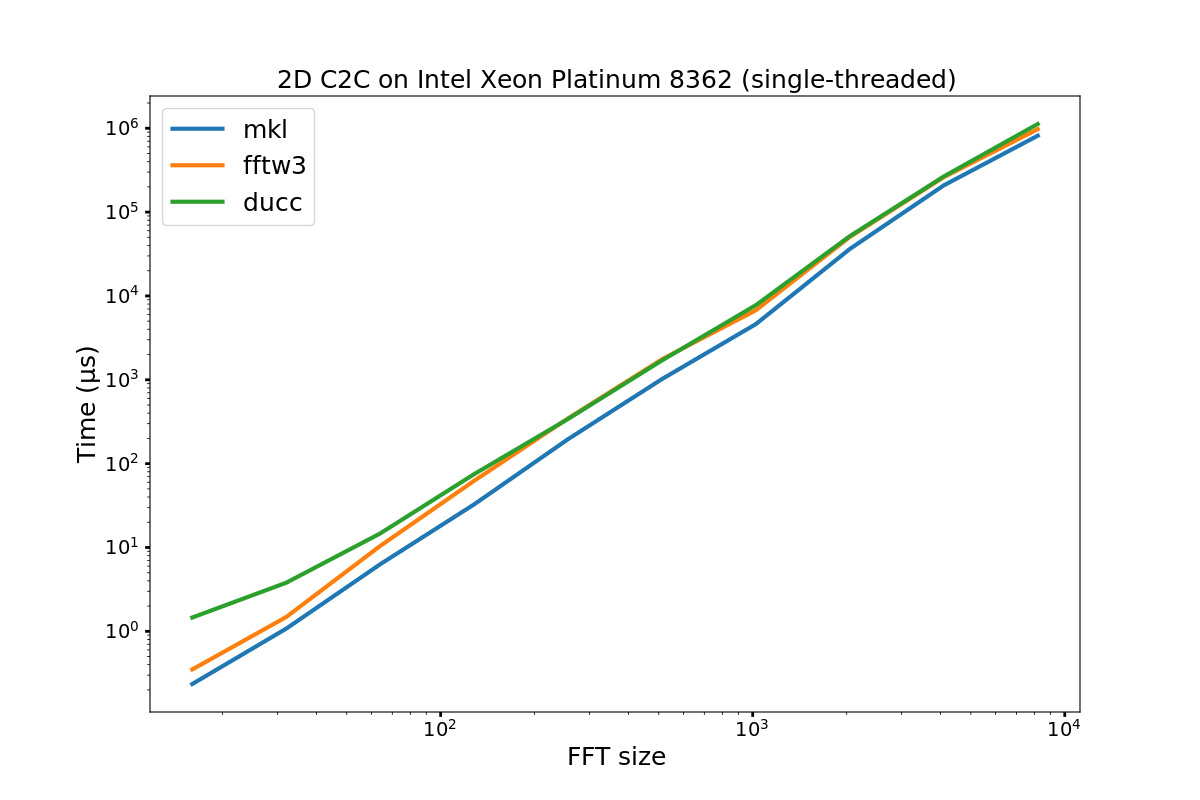 2D C2C on Intel Xeon Platinum 8362 (single-threaded)
mkl
fftw3
ducc
Time (µs)
10⁶
10⁵
10⁴
10³
10²
10¹
10⁰
10² 10³ 10⁴
FFT size